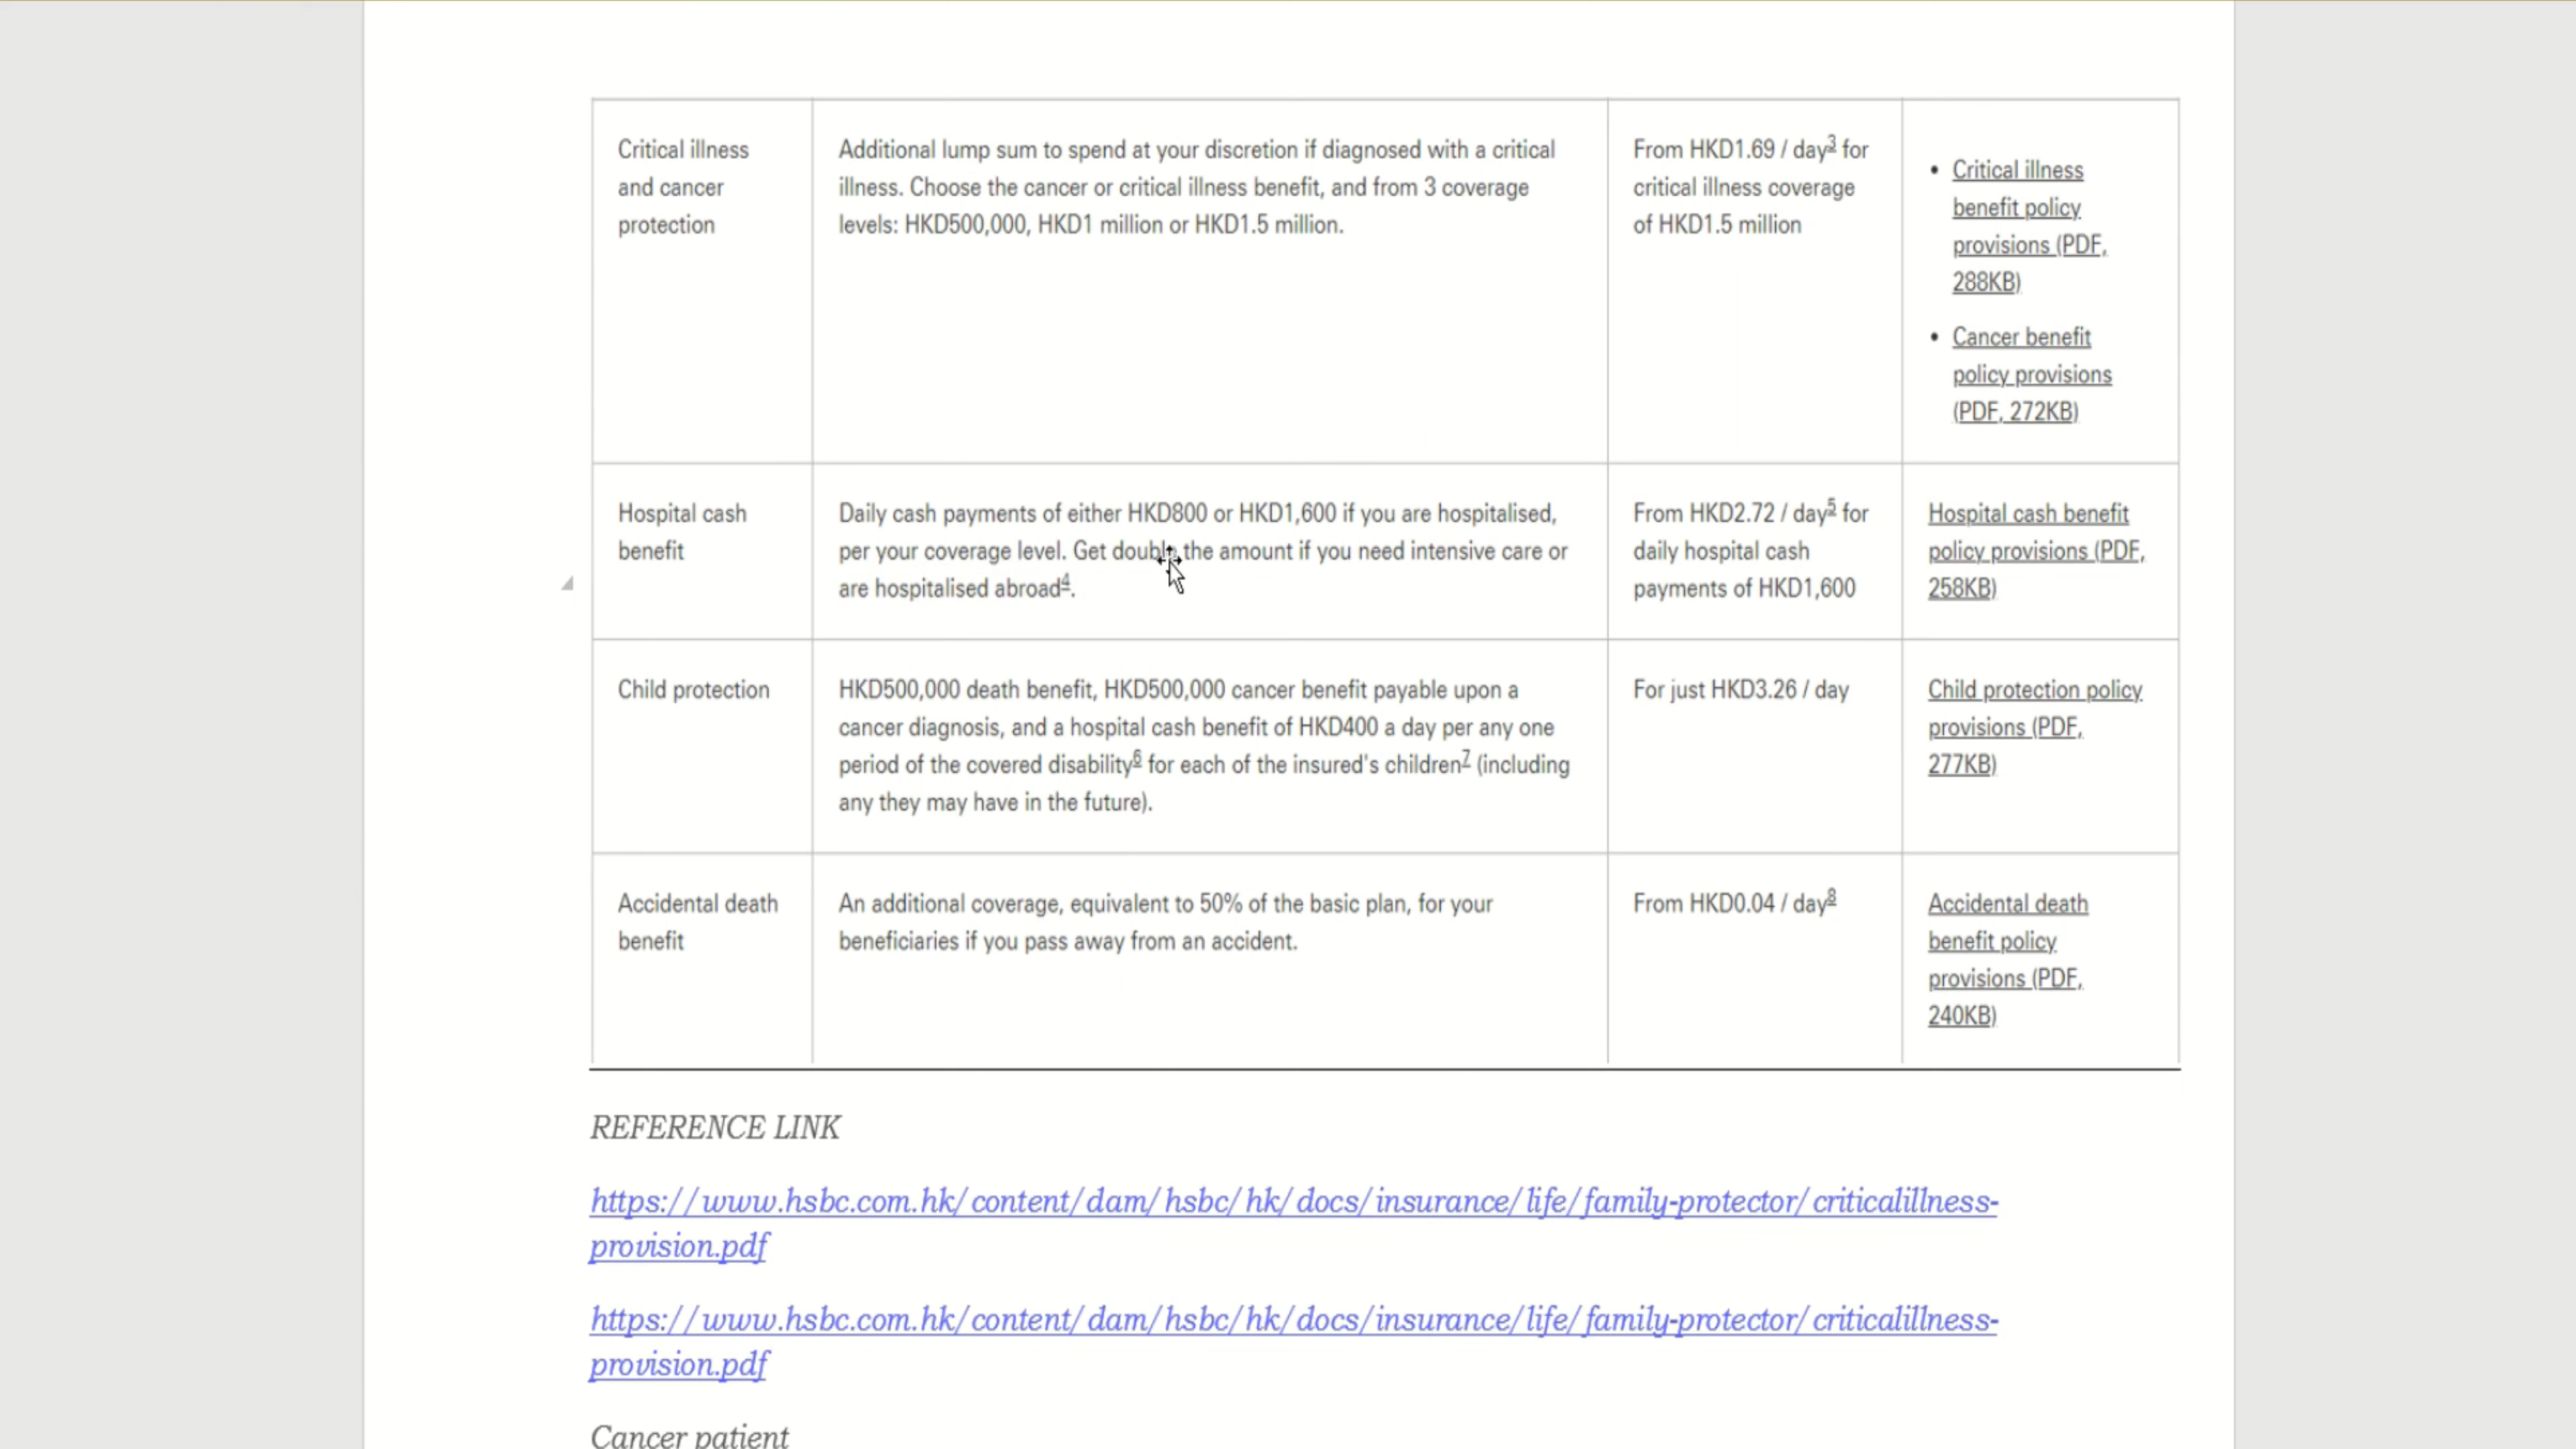 Critical illness
and cancer
protection
Additional lump sum to spend at your discretion if diagnosed with a critical
illness. Choose the cancer or critical illness benefit, and from 3 coverage
levels: HKD500,000, HKD1 million or HKD1.5 million.
From HKD1.69 / day3 for
critical illness coverage
of HKD1.5 million
• Critical illness
benefit policy
provisions (PDF,
288KB)
• Cancer benefit
policy provisions
(PDF, 272KB)
Hospital cash
benefit
Daily cash payments of either HKD800 or HKD1,600 if you are hospitalised,
per your coverage level. Get double the amount if you need intensive care or
are hospitalised abroad4.
From HKD2.72 / day5 for
daily hospital cash
payments of HKD1,600
Hospital cash benefit
policy provisions (PDF,
258KB)
Child protection
HKD500,000 death benefit, HKD500,000 cancer benefit payable upon a
cancer diagnosis, and a hospital cash benefit of HKD400 a day per any one
period of the covered disability6 for each of the insured's children7 (including
any they may have in the future).
For just HKD3.26 / day
Child protection policy
provisions (PDF,
277KB)
Accidental death
benefit
An additional coverage, equivalent to 50% of the basic plan, for your
beneficiaries if you pass away from an accident.
From HKD0.04 / day8
Accidental death
benefit policy
provisions (PDF,
240KB)
REFERENCE LINK
https://www.hsbc.com.hk/content/dam/hsbc/hk/docs/insurance/life/family-protector/criticalillness-
provision.pdf
https://www.hsbc.com.hk/content/dam/hsbc/hk/docs/insurance/life/family-protector/criticalillness-
provision.pdf
Cancer patient